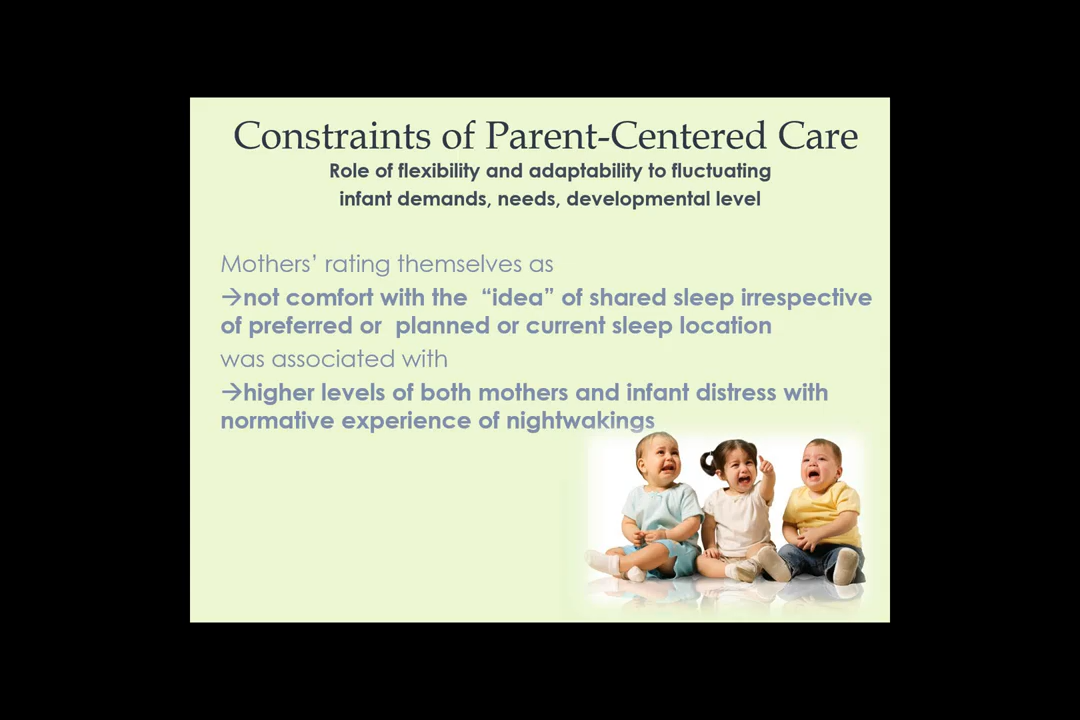 Constraints of Parent-Centered Care
Role of flexibility and adaptability to fluctuating
infant demands, needs, developmental level
Mothers’ rating themselves as
→not comfort with the “idea” of shared sleep irrespective
of preferred or planned or current sleep location
was associated with
→higher levels of both mothers and infant distress with
normative experience of nightwakings